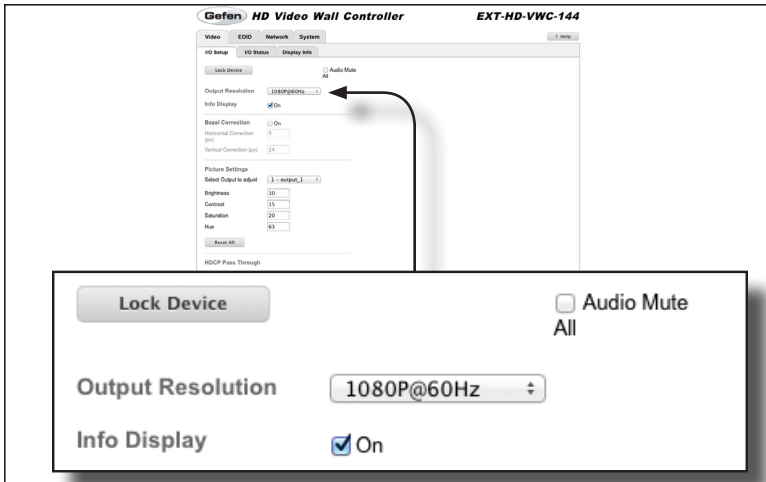 Gefen HD Video Wall Controller EXT-HD-VWC-144
Video EDID Network System
? Help
I/O Setup I/O Status Display Info
Lock Device
Audio Mute
All
Output Resolution 1080P@60Hz
Info Display On
Bezel Correction On
Horizontal Correction 5
(px)
Vertical Correction (px) 14
Picture Settings
Select Output to adjust 1 - output_1
Brightness 10
Contrast 15
Saturation 20
Hue 63
Reset All
HDCP Pass Through
Lock Device
Audio Mute
All
Output Resolution 1080P@60Hz
Info Display On